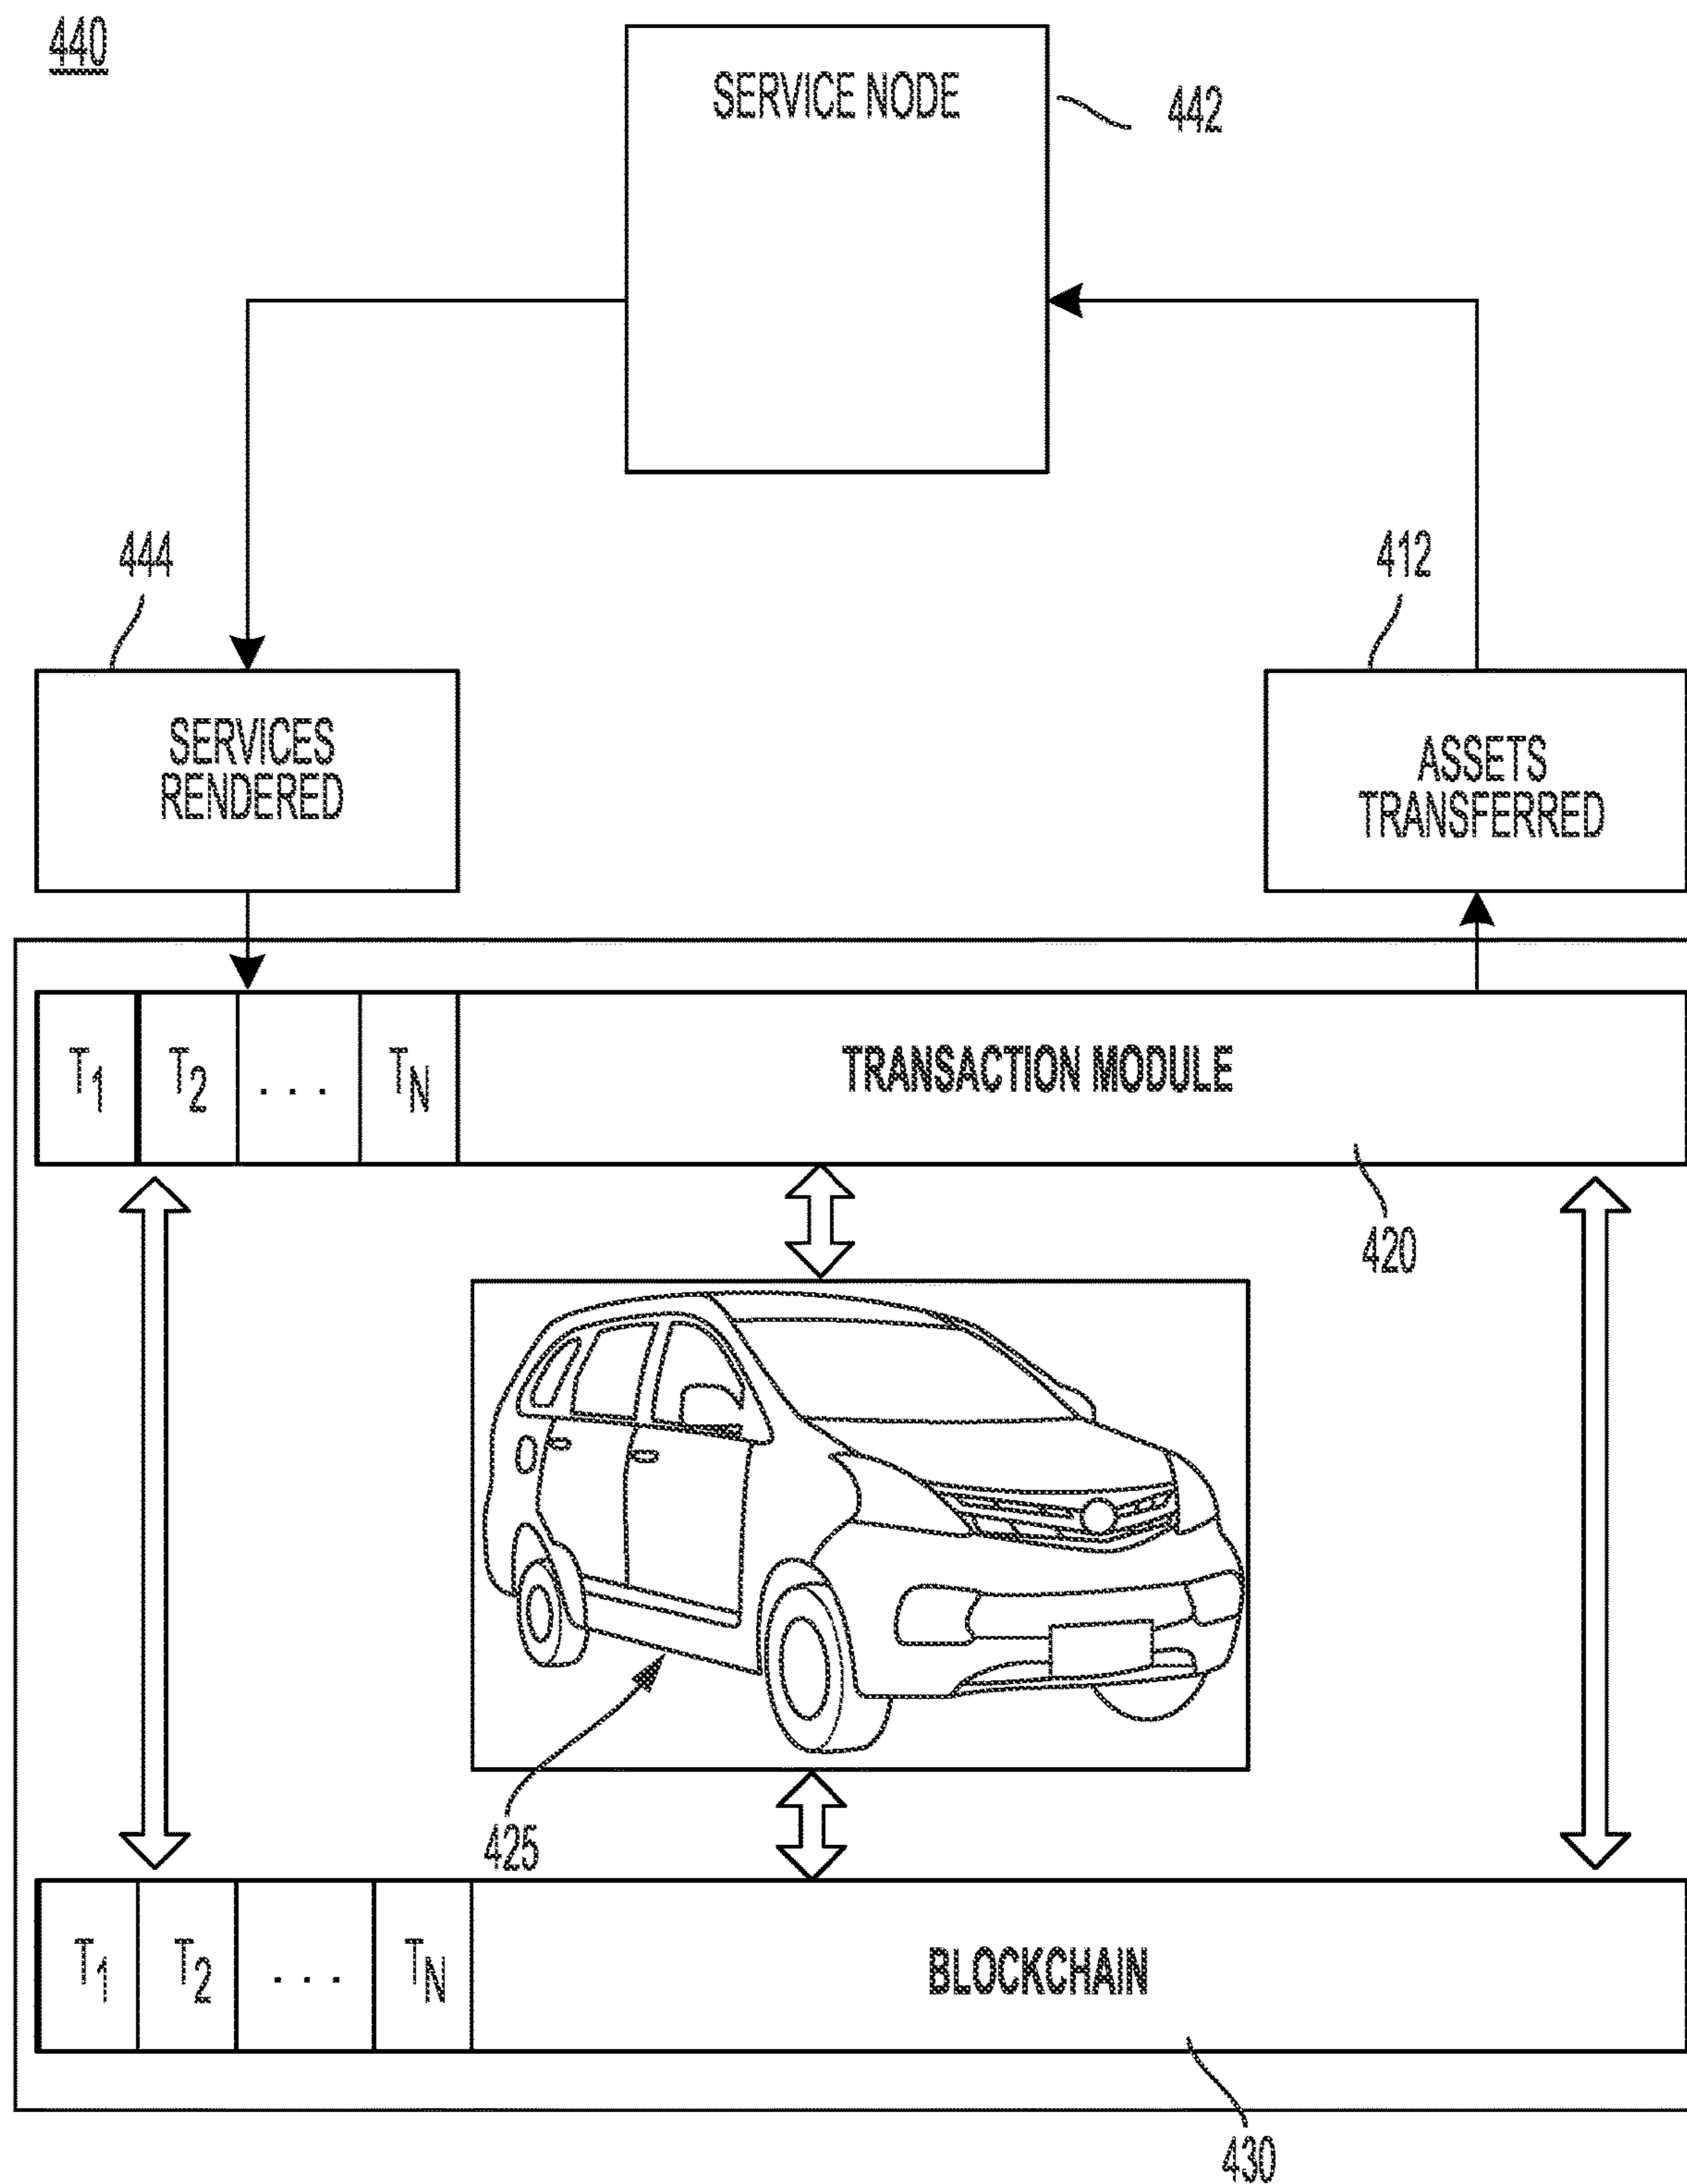 440
SERVICE NODE
442
444
412
SERVICES
RENDERED
ASSETS
TRANSFERRED
T1 T2 . . . TN TRANSACTION MODULE
420
425
T1 T2 . . . TN BLOCKCHAIN
430